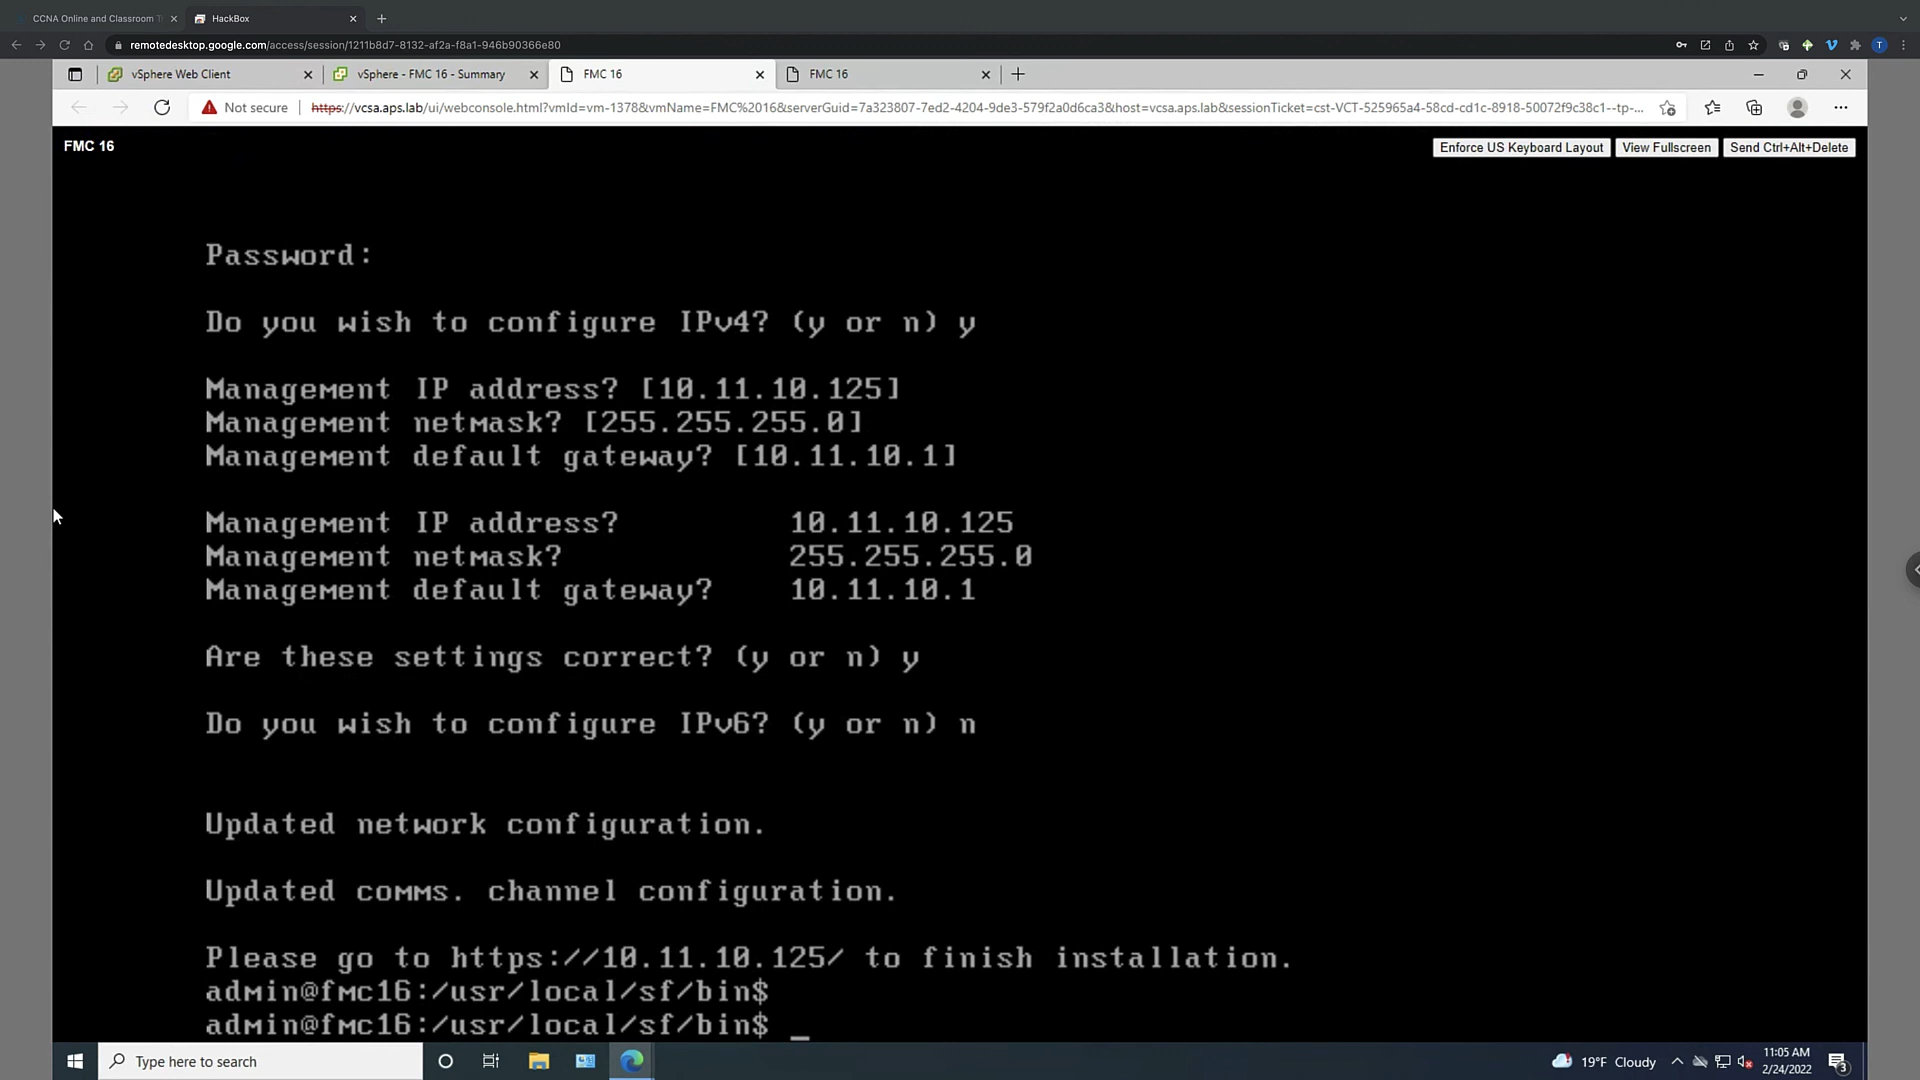 CCNA Online and Classroom T
HackBox
remotedesktop.google.com/access/session/1211b8d7-8132-af2a-f8a1-946b90366e80
T
vSphere Web Client
vSphere - FMC 16 - Summary
FMC 16
FMC 16
Not secure
https://vcsa.aps.lab/ui/webconsole.html?vmId=vm-1378&vmName=FMC%2016&serverGuid=7a323807-7ed2-4204-9de3-579f2a0d6ca3&host=vcsa.aps.lab&sessionTicket=cst-VCT-525965a4-58cd-cd1c-8918-50072f9c38c1--tp-...
FMC 16
Enforce US Keyboard Layout
View Fullscreen
Send Ctrl+Alt+Delete
Password:
Do you wish to configure IPv4? (y or n) y
Management IP address? [10.11.10.125]
Management netmask? [255.255.255.0]
Management default gateway? [10.11.10.1]
Management IP address? 10.11.10.125
Management netmask? 255.255.255.0
Management default gateway? 10.11.10.1
Are these settings correct? (y or n) y
Do you wish to configure IPv6? (y or n) n
Updated network configuration.
Updated comms. channel configuration.
Please go to https://10.11.10.125/ to finish installation.
admin@fmc16:/usr/local/sf/bin$
admin@fmc16:/usr/local/sf/bin$ _
Type here to search
19°F Cloudy
11:05 AM
2/24/2022
3